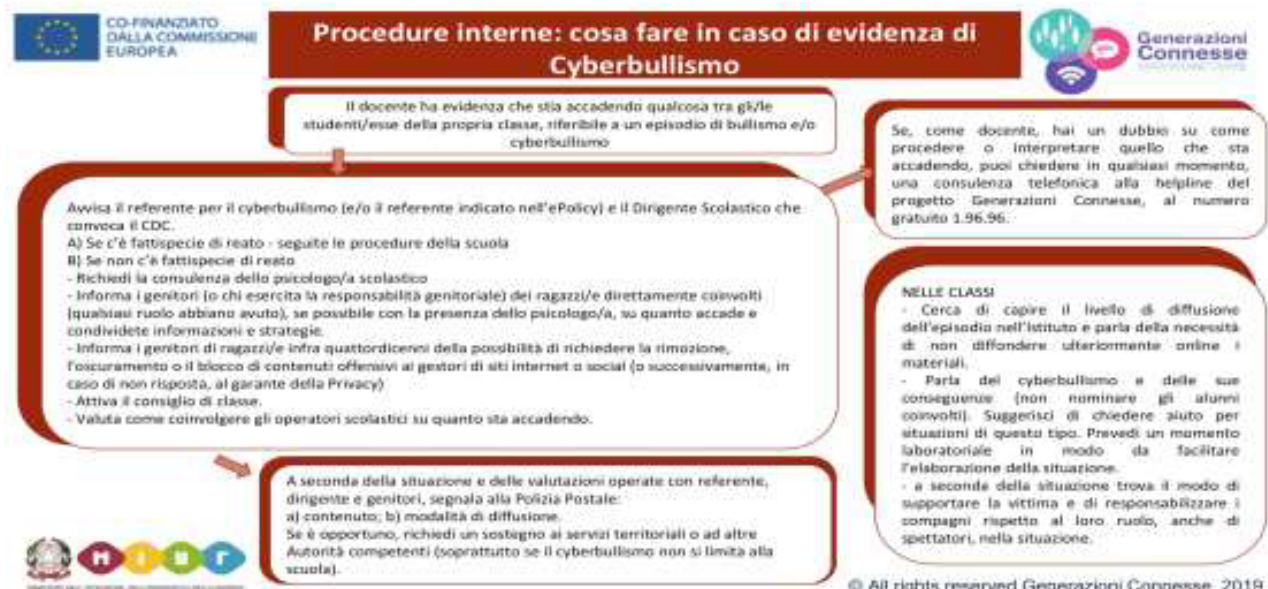 CO-FINANZIATO
DALLA COMMISSIONE
EUROPEA
Procedure interne: cosa fare in caso di evidenza di
Cyberbullismo
Generazioni
Connesse
Il docente ha evidenza che stia accadendo qualcosa tra gli/le
studenti/esse della propria classe, riferibile a un episodio di bullismo e/o
cyberbullismo
Se, come docente, hai un dubbio su come
procedere o interpretare quello che sta
accadendo, puoi chiedere in qualsiasi momento,
una consulenza telefonica alla helpline del
progetto Generazioni Connesse, al numero
gratuito 1.96.96.
Avvisa il referente per il cyberbullismo (e/o il referente indicato nell'ePolicy) e il Dirigente Scolastico che
convoca il CDC.
A) Se c'è fattispecie di reato - seguite le procedure della scuola
B) Se non c'è fattispecie di reato
- Richiedi la consulenza dello psicologo/a scolastico
- Informa i genitori (o chi esercita la responsabilità genitoriale) dei ragazzi/e direttamente coinvolti
(qualsiasi ruolo abbiano avuto), se possibile con la presenza dello psicologo/a, su quanto accade e
condividete informazioni e strategie.
- Informa i genitori di ragazzi/e infra quattordicenni della possibilità di richiedere la rimozione,
l'oscuramento o il blocco di contenuti offensivi ai gestori di siti internet o social (o successivamente, in
caso di non risposta, al garante della Privacy)
- Attiva il consiglio di classe.
- Valuta come coinvolgere gli operatori scolastici su quanto sta accadendo.
NELLE CLASSI
- Cerca di capire il livello di diffusione
dell'episodio nell'Istituto e parla della necessità
di non diffondere ulteriormente online i
materiali.
- Parla del cyberbullismo e delle sue
conseguenze (non nominare gli alunni
coinvolti). Suggerisci di chiedere aiuto per
situazioni di questo tipo. Prevedi un momento
laboratoriale in modo da facilitare
l'elaborazione della situazione.
- a seconda della situazione trova il modo di
supportare la vittima e di responsabilizzare i
compagni rispetto al loro ruolo, anche di
spettatori, nella situazione.
A seconda della situazione e delle valutazioni operate con referente,
dirigente e genitori, segnala alla Polizia Postale:
a) contenuto; b) modalità di diffusione.
Se è opportuno, richiedi un sostegno ai servizi territoriali o ad altre
Autorità competenti (soprattutto se il cyberbullismo non si limita alla
scuola).
MIUR
© All rights reserved Generazioni Connesse 2019